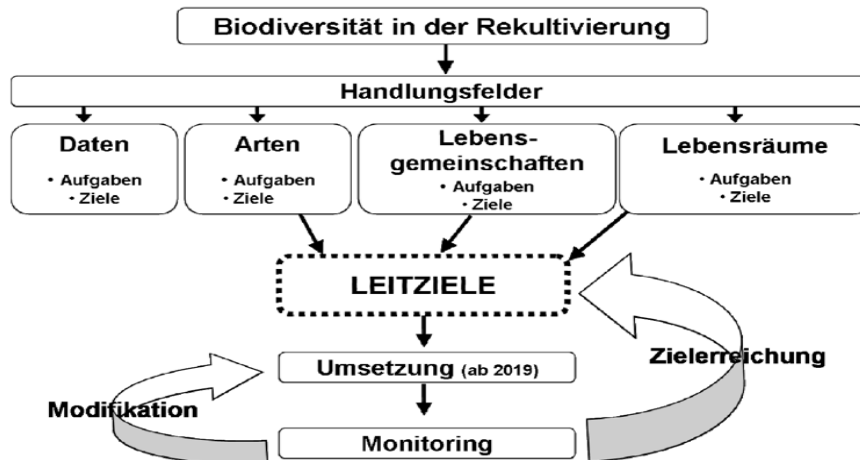 Biodiversität in der Rekultivierung
Handlungsfelder
Daten
• Aufgaben
• Ziele
Arten
• Aufgaben
• Ziele
Lebens-
gemeinschaften
• Aufgaben
• Ziele
Lebensräume
• Aufgaben
• Ziele
LEITZIELE
Umsetzung (ab 2019)
Zielerreichung
Modifikation
Monitoring